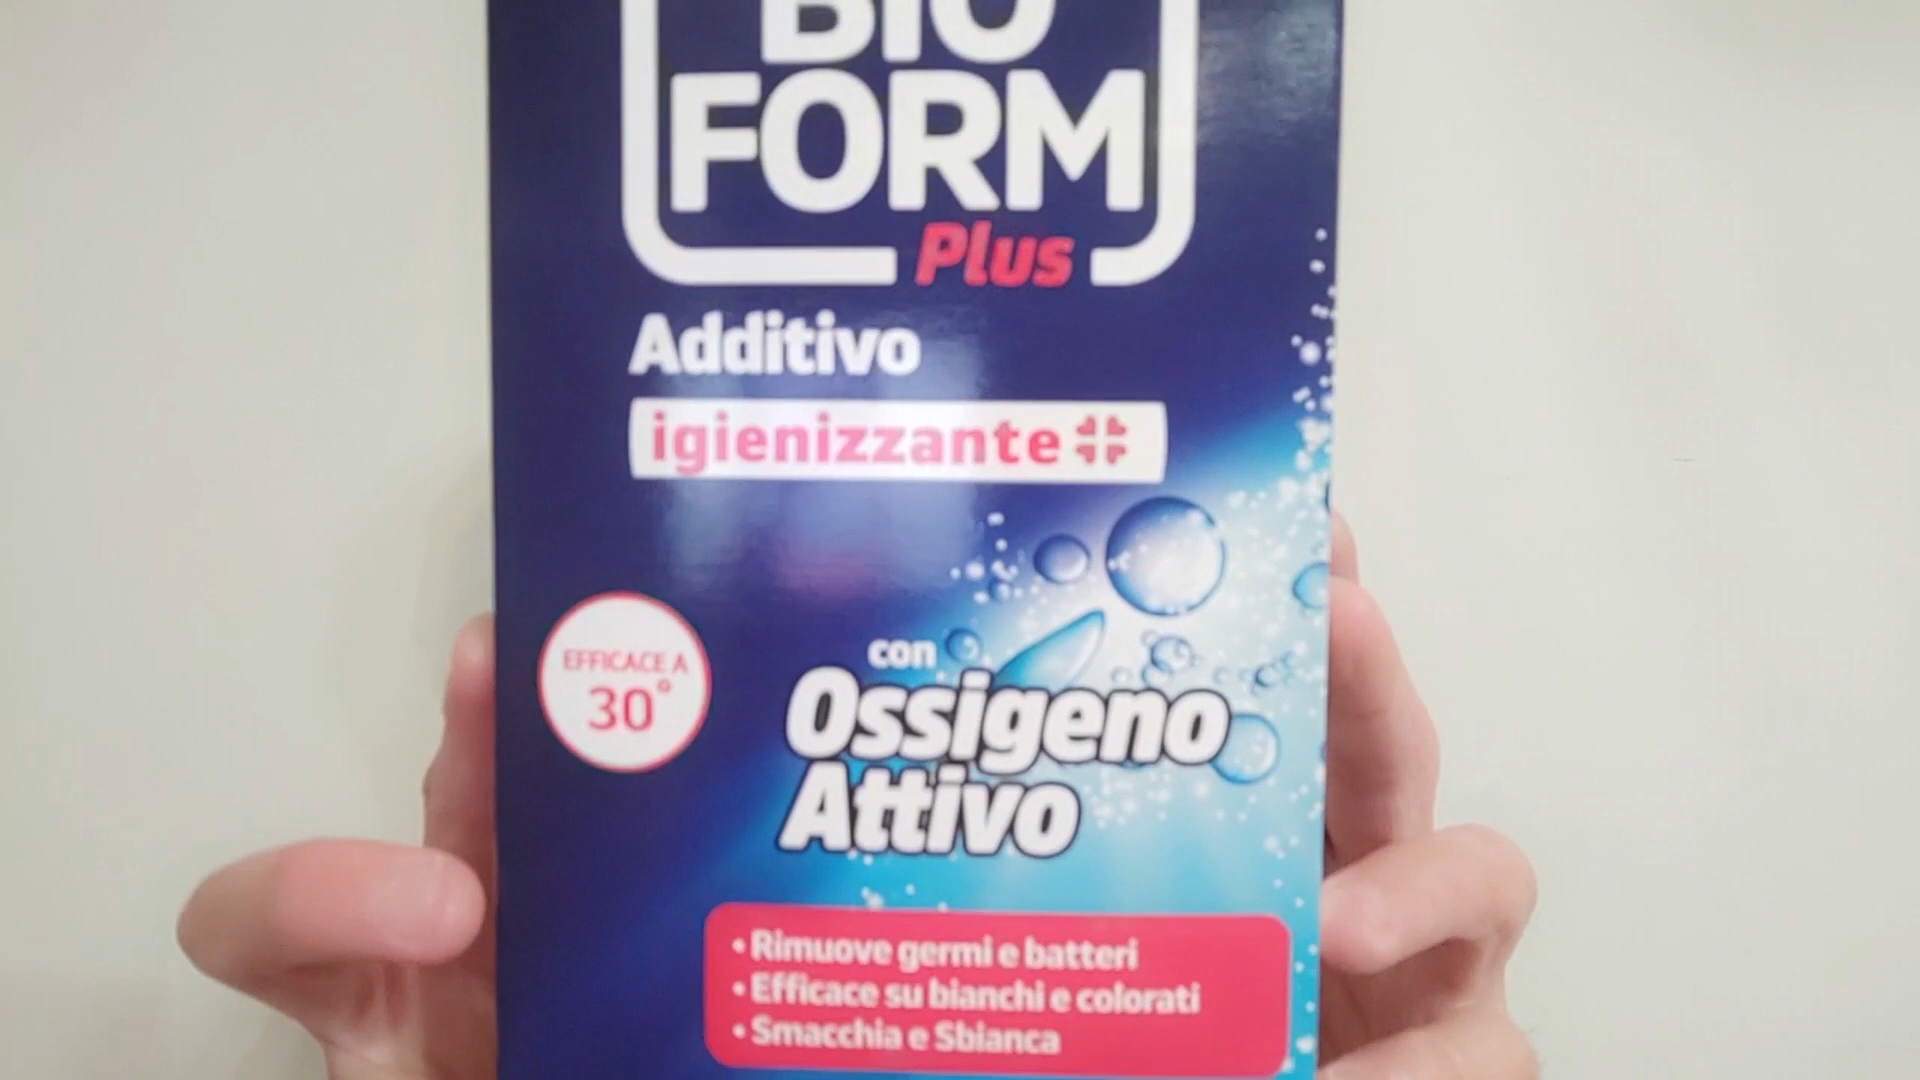 BIO
FORM
Plus
Additivo
igienizzante
EFFICACE A
30°
con
Ossigeno
Attivo
• Rimuove germi e batteri
• Efficace su bianchi e colorati
• Smacchia e Sbianca